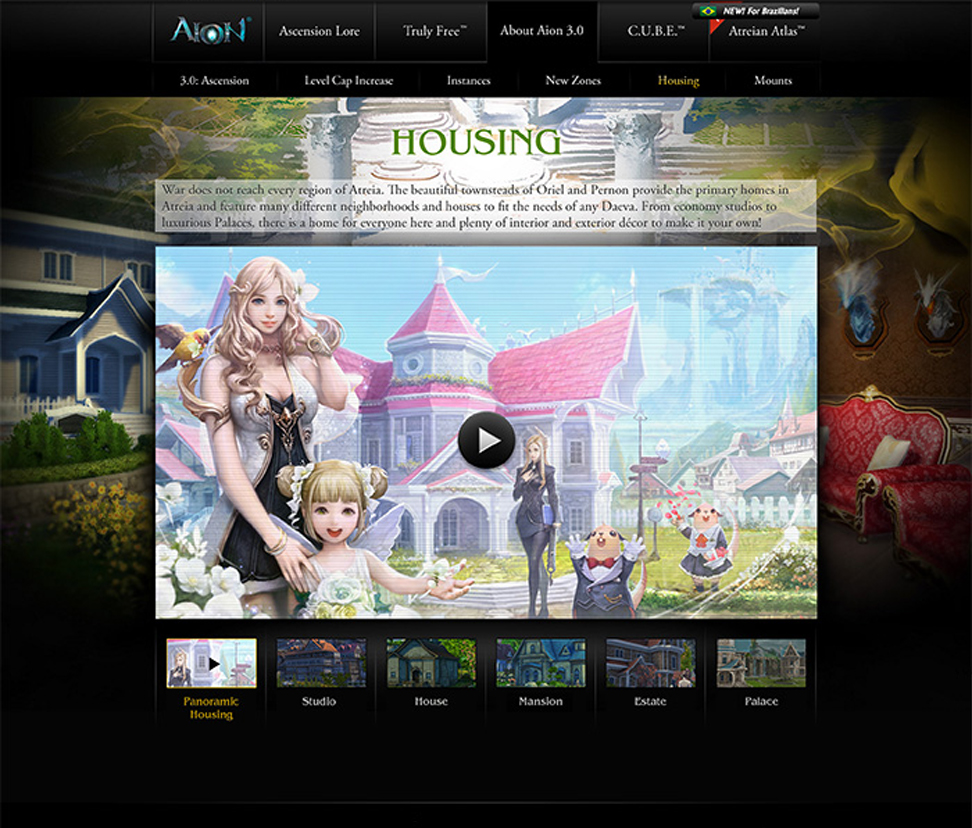 NEW! For Brazilians!
AION
Ascension Lore
Truly Free™
About Aion 3.0
C.U.B.E.™
Atreian Atlas™
3.0: Ascension
Level Cap Increase
Instances
New Zones
Housing
Mounts
HOUSING
War does not reach every region of Atreia. The beautiful townsteads of Oriel and Pernon provide the primary homes in
Atreia and feature many different neighborhoods and houses to fit the needs of any Daeva. From economy studios to
luxurious Palaces, there is a home for everyone here and plenty of interior and exterior décor to make it your own!
Panoramic
Housing
Studio
House
Mansion
Estate
Palace